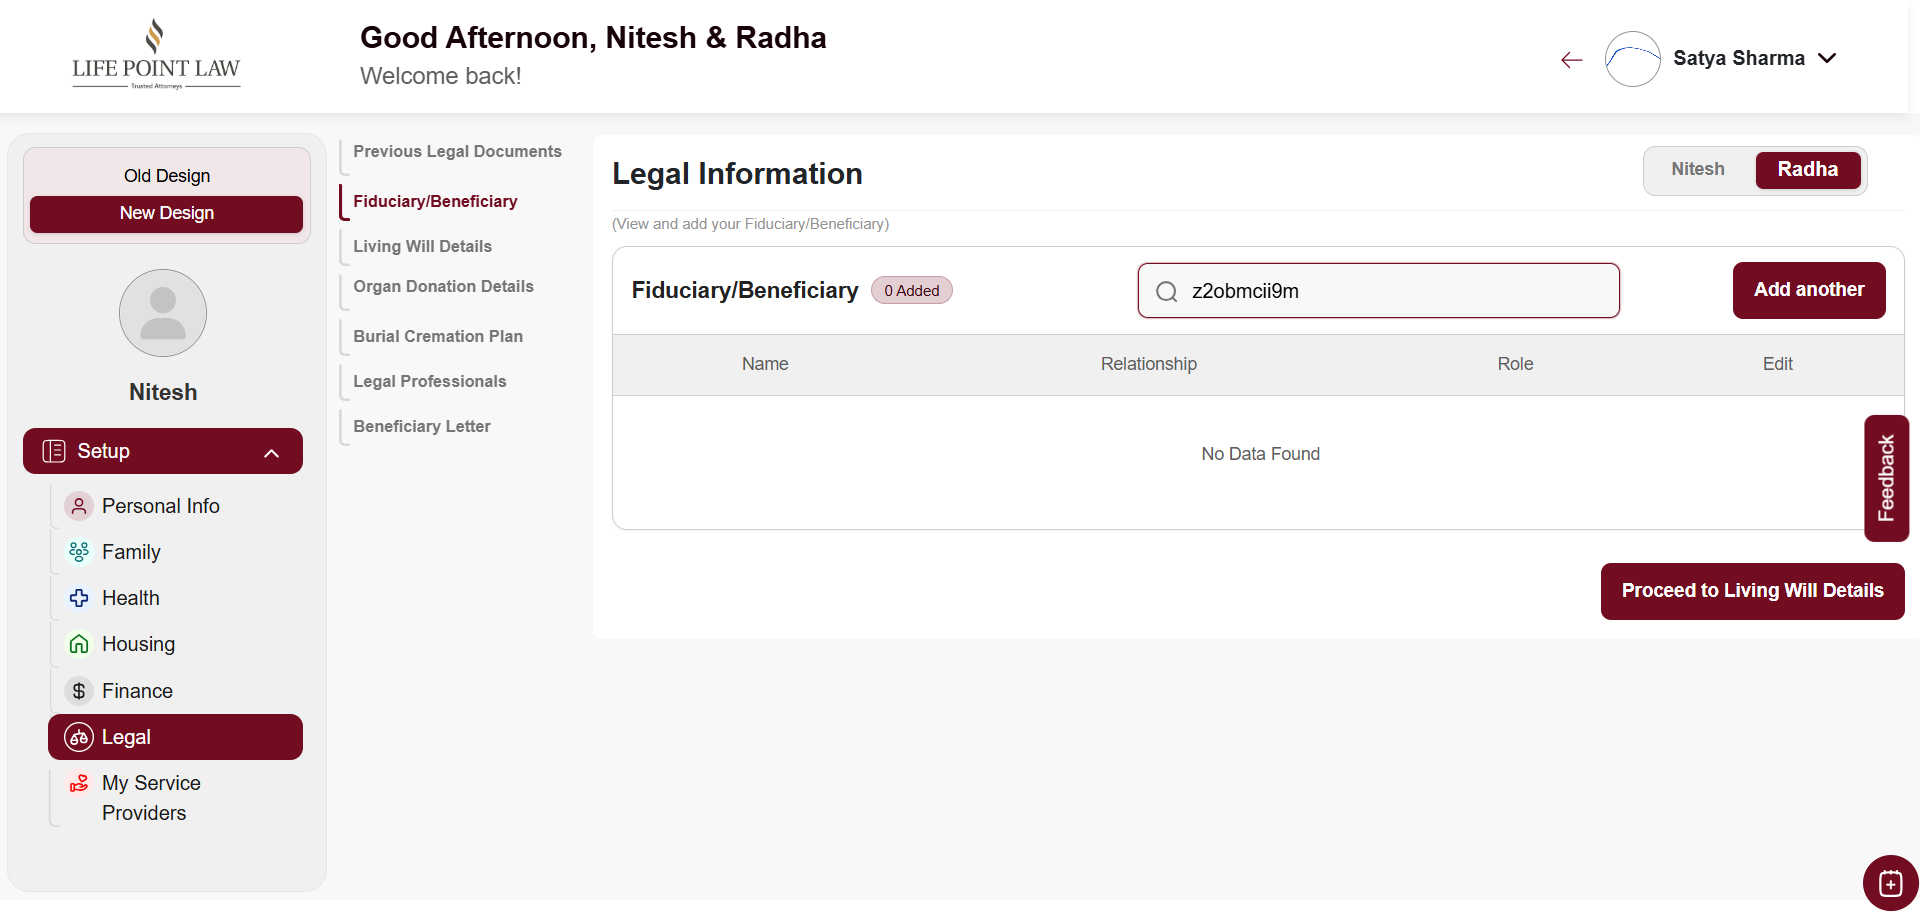 LIFE POINT LAW
Trusted Attorneys
Good Afternoon, Nitesh & Radha
Welcome back!
Satya Sharma
Old Design
New Design
Nitesh
Setup
Personal Info
Family
Health
Housing
Finance
Legal
My Service
Providers
Previous Legal Documents
Fiduciary/Beneficiary
Living Will Details
Organ Donation Details
Burial Cremation Plan
Legal Professionals
Beneficiary Letter
Legal Information
Nitesh Radha
(View and add your Fiduciary/Beneficiary)
Fiduciary/Beneficiary 0 Added z2obmcii9m Add another
Name Relationship Role Edit
No Data Found
Feedback
Proceed to Living Will Details